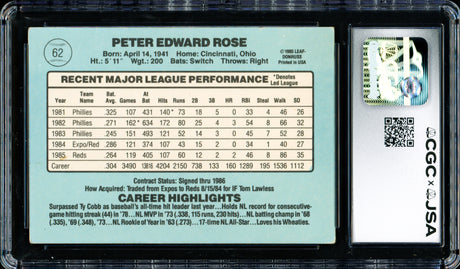 62
PETER EDWARD ROSE
Born: April 14, 1941 Home: Cincinnati, Ohio
Ht.: 5' 11" Wgt.: 200 Bats: Switch Throws: Right
© 1985 LEAF-
DONRUSS
Printed in USA
RECENT MAJOR LEAGUE PERFORMANCE *Denotes
Led League
Year Team Name Bat. Avg. Games At Bat Hits Runs 2B 3B HR RBI Steal Walk SO
1981 Phillies .325 107 431 140* 73 18 5 0 33 4 46 26
1982 Phillies .271 162* 634 172 80 25 4 3 54 8 66 32
1983 Phillies .245 151 493 121 52 14 3 0 45 7 52 28
1984 Expo/Red .286 121 374 107 43 15 2 0 34 1 40 27
1985 Reds .264 119 405 107 60 12 2 2 46 8 86 35
Career .304 3490 1112
Contract Status: Signed thru 1986
How Acquired: Traded from Expos to Reds 8/15/84 for IF Tom Lawless
CAREER HIGHLIGHTS
Surpassed Ty Cobb as baseball's all-time hit leader last year...Holds NL record for consecutive-
game hitting streak (44) in '78... NL MVP in '73 (.338, 115 runs, 230 hits)...NL batting champ in '68
(.335), '69 (.348), '73...NL Rookie of Year in '63 (.273)...17-time NL All-Star...Loves his Wheaties.
CGC x JSA